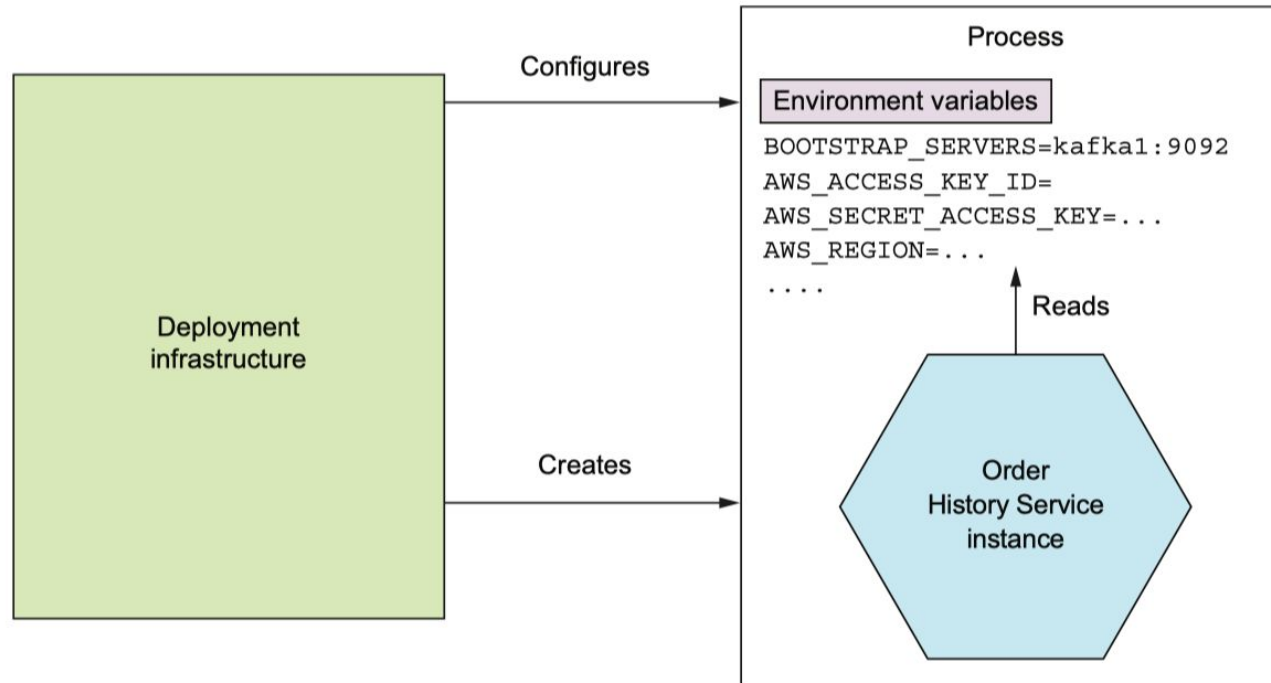 Process
Configures
Environment variables
BOOTSTRAP_SERVERS=kafka1:9092
AWS_ACCESS_KEY_ID=
AWS_SECRET_ACCESS_KEY=...
AWS_REGION=...
....
Reads
Deployment
infrastructure
Creates
Order
History Service
instance